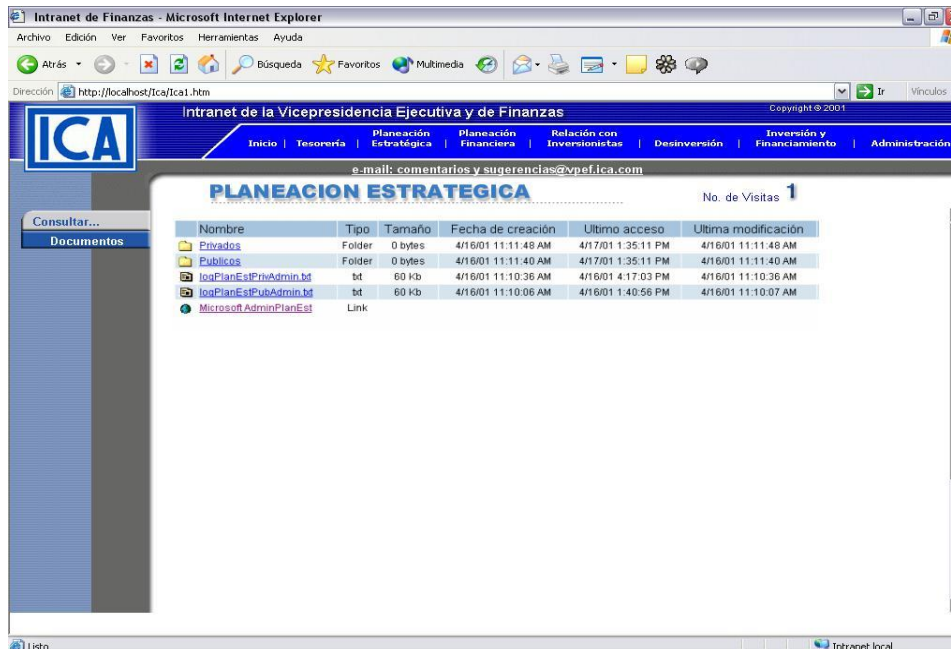 Intranet de Finanzas - Microsoft Internet Explorer
Archivo Edición Ver Favoritos Herramientas Ayuda
Atrás Búsqueda Favoritos Multimedia
Dirección http://localhost/Ica/Ica1.htm Ir Vínculos
ICA
Intranet de la Vicepresidencia Ejecutiva y de Finanzas Copyright © 2001
Inicio | Tesorería | Planeación Estratégica | Planeación Financiera | Relación con Inversionistas | Desinversión | Inversión y Financiamiento | Administración
e-mail: comentarios y sugerencias@vpef.ica.com
PLANEACION ESTRATEGICA No. de Visitas 1
Consultar...
Documentos
Nombre Tipo Tamaño Fecha de creación Ultimo acceso Ultima modificación
Privados Folder 0 bytes 4/16/01 11:11:48 AM 4/17/01 1:35:11 PM 4/16/01 11:11:48 AM
Publicos Folder 0 bytes 4/16/01 11:11:40 AM 4/17/01 1:35:11 PM 4/16/01 11:11:40 AM
logPlanEstPrivAdmin.txt txt 60 Kb 4/16/01 11:10:36 AM 4/16/01 4:17:03 PM 4/16/01 11:10:36 AM
logPlanEstPubAdmin.txt txt 60 Kb 4/16/01 11:10:06 AM 4/16/01 1:40:56 PM 4/16/01 11:10:07 AM
Microsoft AdminPlanEst Link
Listo Intranet local